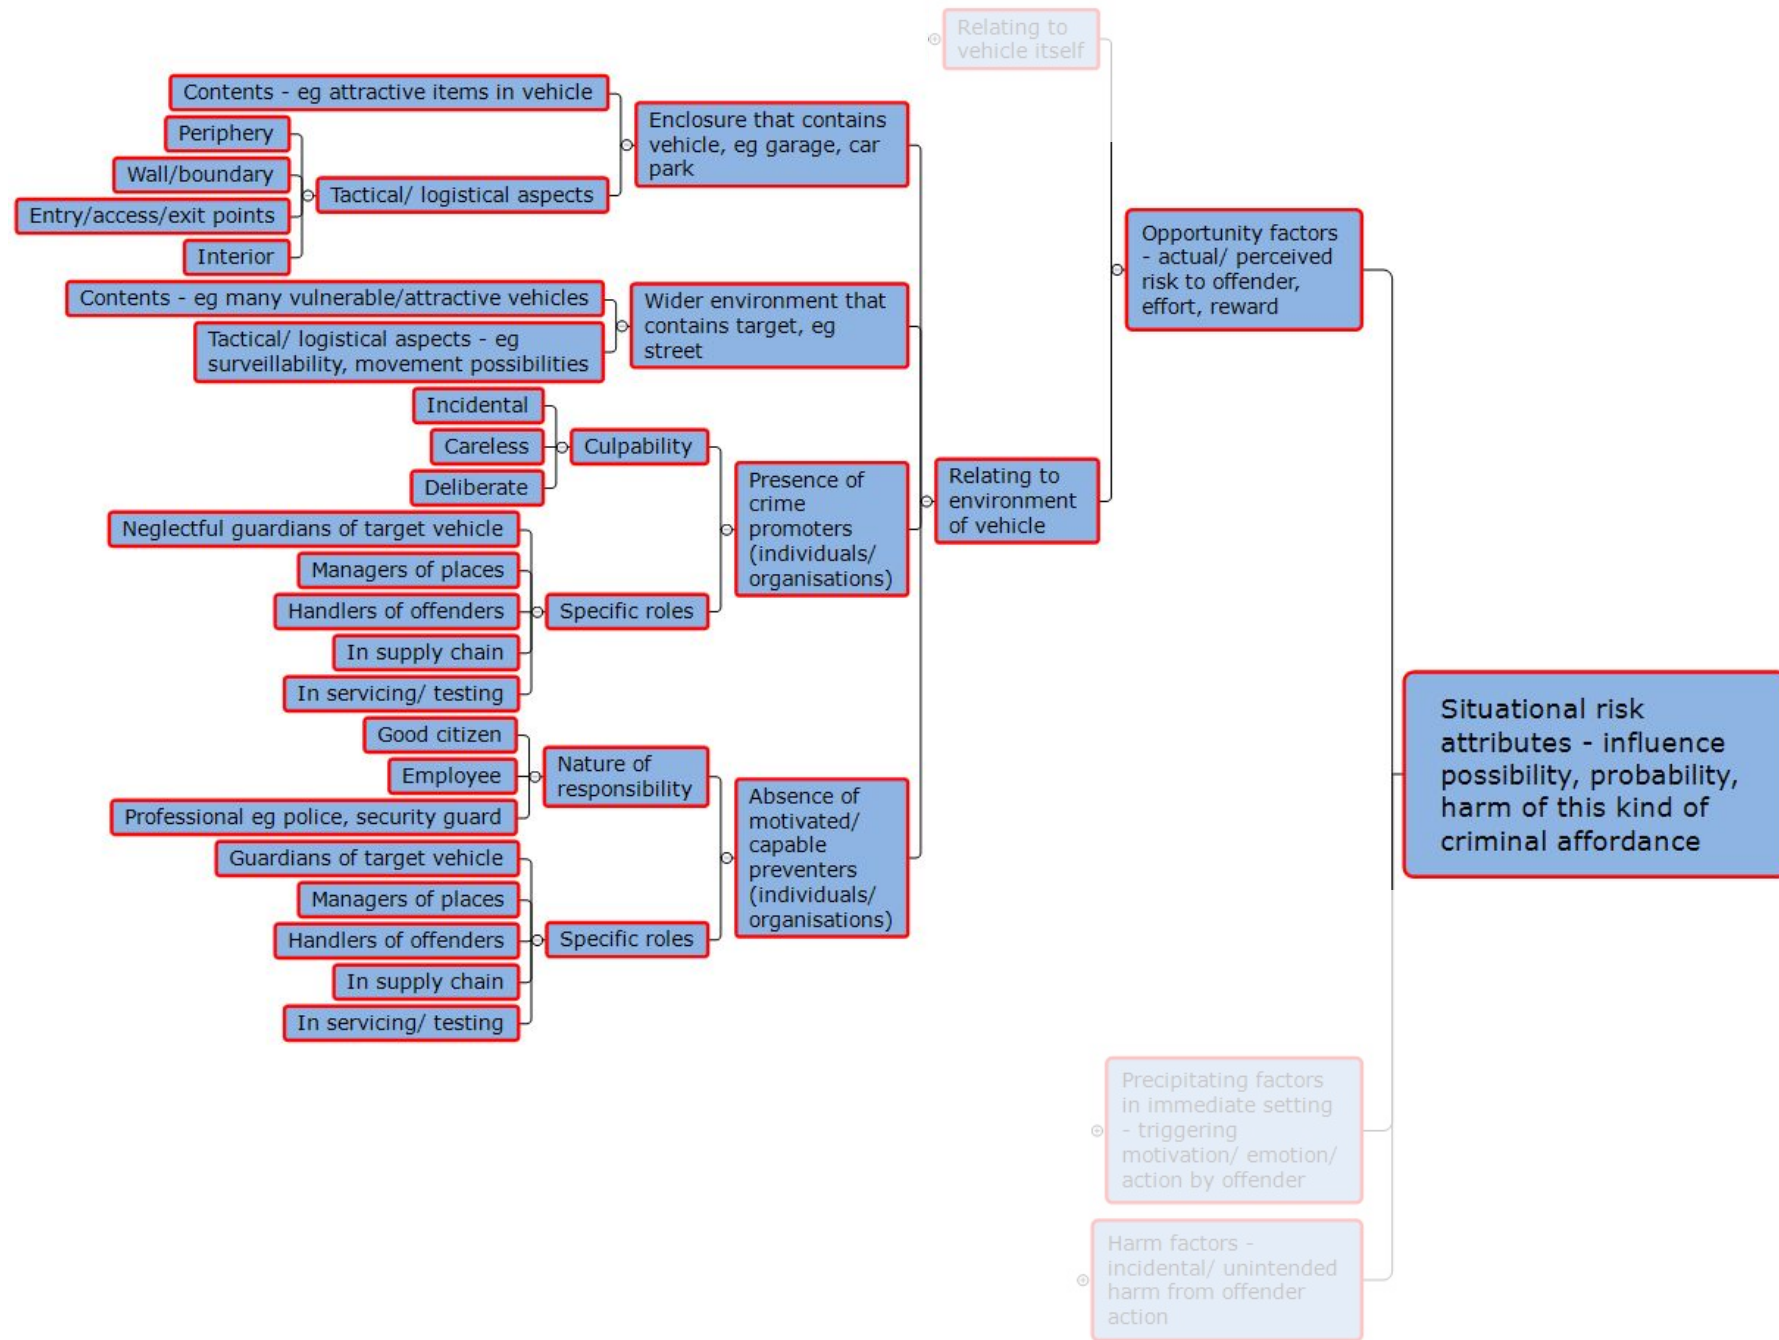 Relating to
vehicle itself
Contents - eg attractive items in vehicle
Periphery
Wall/boundary
Entry/access/exit points
Interior
Tactical/ logistical aspects
Enclosure that contains
vehicle, eg garage, car
park
Contents - eg many vulnerable/attractive vehicles
Tactical/ logistical aspects - eg
surveillability, movement possibilities
Wider environment that
contains target, eg
street
Incidental
Careless
Deliberate
Culpability
Neglectful guardians of target vehicle
Managers of places
Handlers of offenders
In supply chain
In servicing/ testing
Specific roles
Presence of
crime
promoters
(individuals/
organisations)
Good citizen
Employee
Professional eg police, security guard
Nature of
responsibility
Guardians of target vehicle
Managers of places
Handlers of offenders
In supply chain
In servicing/ testing
Specific roles
Absence of
motivated/
capable
preventers
(individuals/
organisations)
Relating to
environment
of vehicle
Opportunity factors
- actual/ perceived
risk to offender,
effort, reward
Situational risk
attributes - influence
possibility, probability,
harm of this kind of
criminal affordance
Precipitating factors
in immediate setting
- triggering
motivation/ emotion/
action by offender
Harm factors -
incidental/ unintended
harm from offender
action